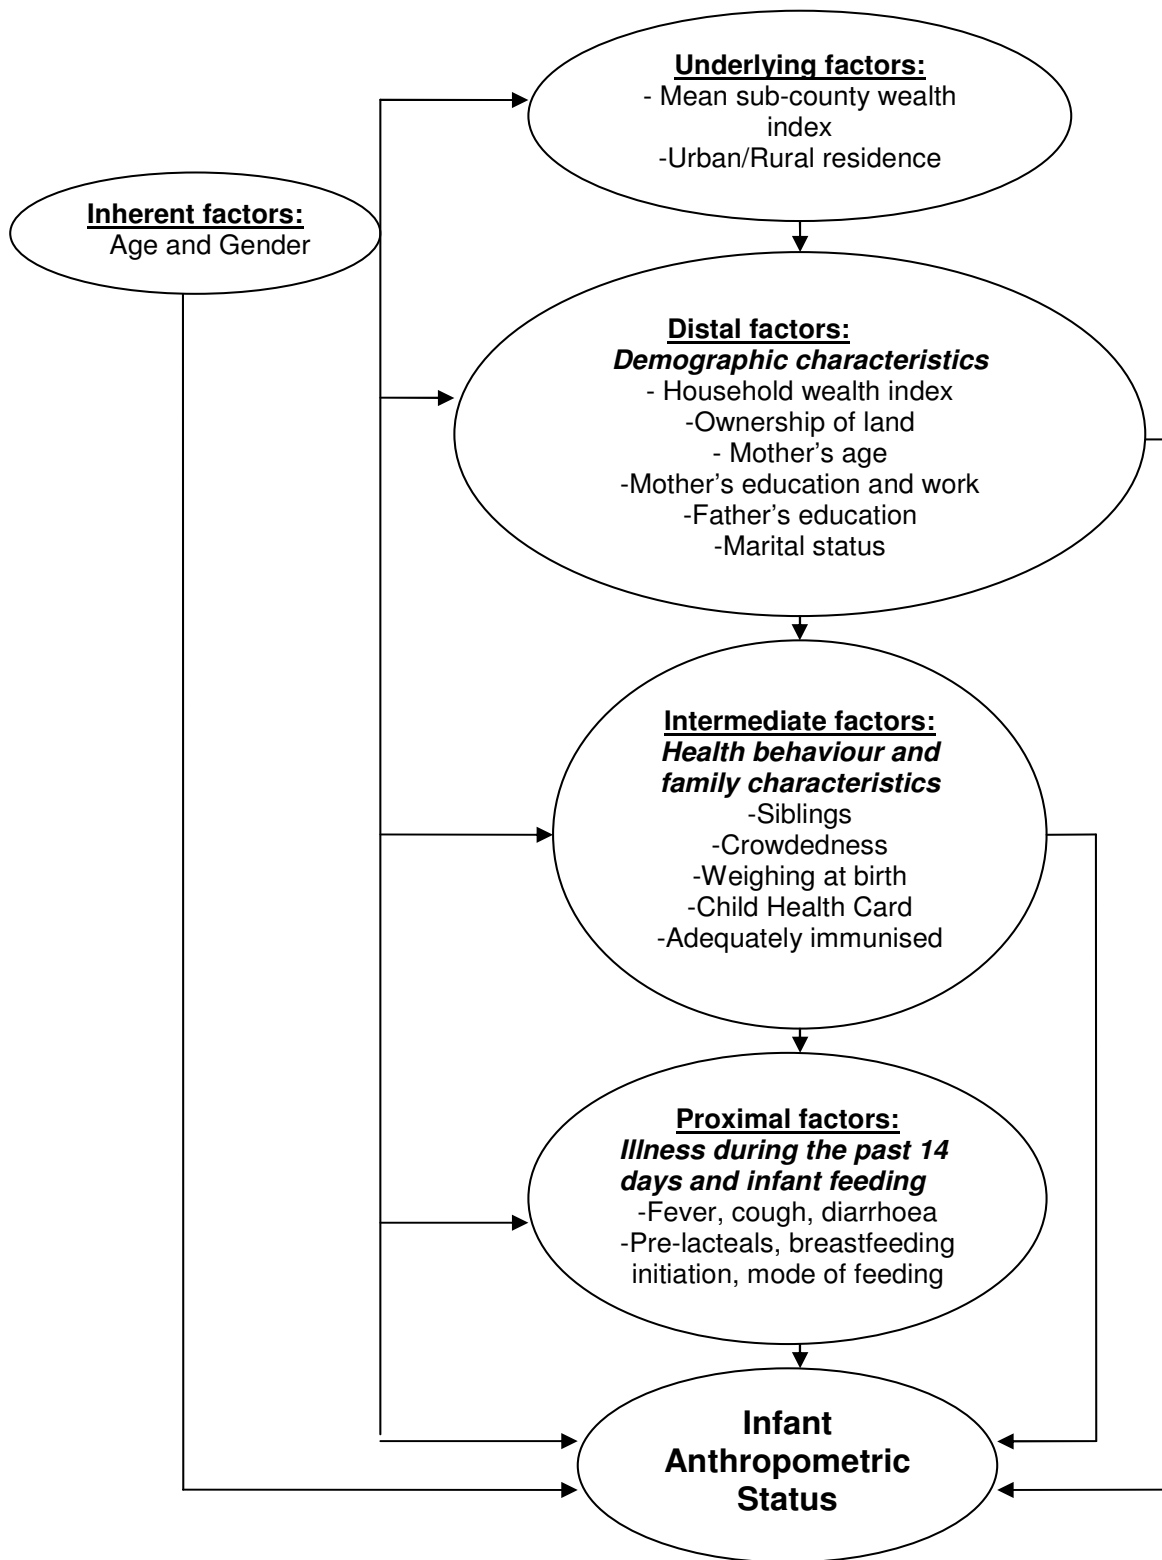 Underlying factors:
- Mean sub-county wealth
index
-Urban/Rural residence
Inherent factors:
Age and Gender
Distal factors:
Demographic characteristics
- Household wealth index
-Ownership of land
- Mother’s age
-Mother’s education and work
-Father’s education
-Marital status
Intermediate factors:
Health behaviour and
family characteristics
-Siblings
-Crowdedness
-Weighing at birth
-Child Health Card
-Adequately immunised
Proximal factors:
Illness during the past 14
days and infant feeding
-Fever, cough, diarrhoea
-Pre-lacteals, breastfeeding
initiation, mode of feeding
Infant
Anthropometric
Status